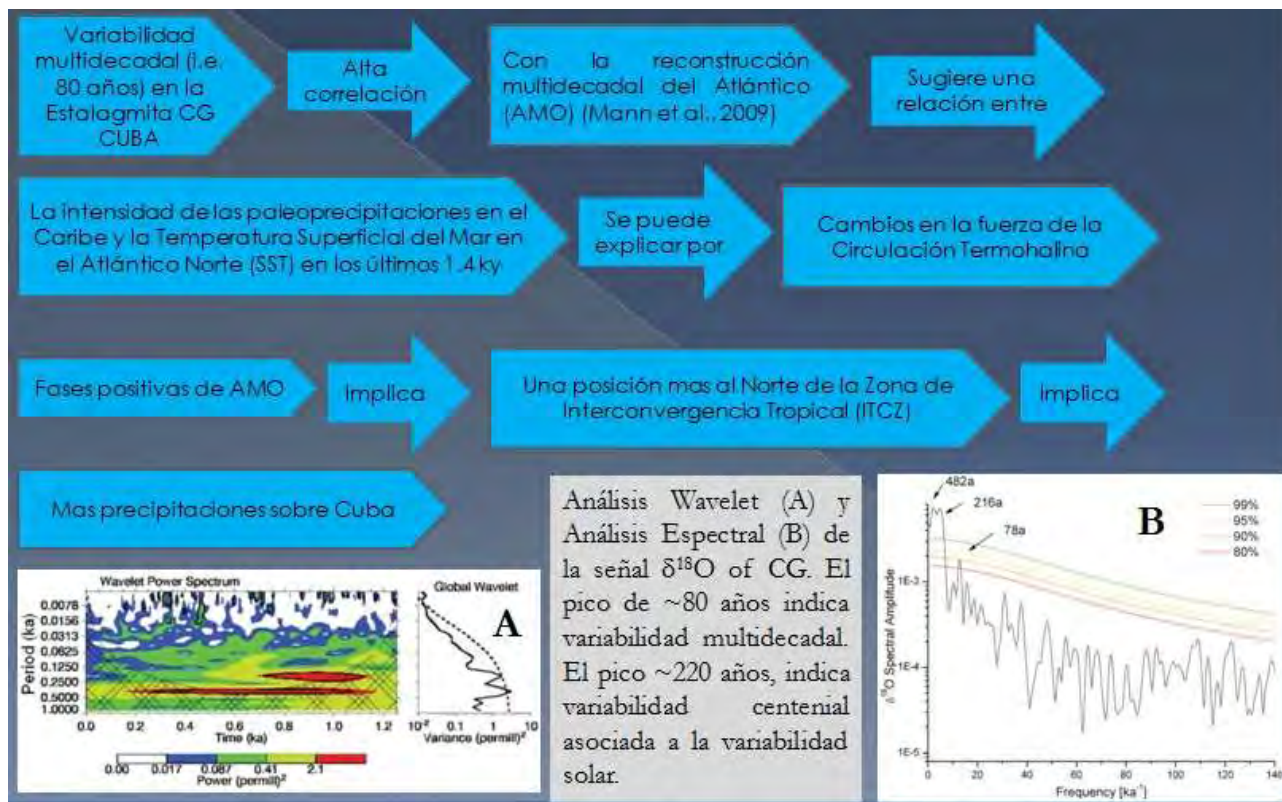 Variabilidad
multidecadal (i.e.
80 años) en la
Estalagmita CG
CUBA
Alta
correlación
Con la reconstrucción
multidecadal del Atlántico
(AMO) (Mann et al., 2009)
Sugiere una
relación entre
La intensidad de las paleoprecipitaciones en el
Caribe y la Temperatura Superficial del Mar en
el Atlántico Norte (SST) en los últimos 1.4 ky
Se puede
explicar por
Cambios en la fuerza de la
Circulación Termohalina
Fases positivas de AMO
Implica
Una posición mas al Norte de la Zona de
Interconvergencia Tropical (ITCZ)
Implica
Mas precipitaciones sobre Cuba
Wavelet Power Spectrum
Global Wavelet
A
Period (ka)
0.0078
0.0156
0.0313
0.0625
0.1250
0.2500
0.5000
1.0000
0.0 0.2 0.4 0.6 0.8 1.0 1.2
Time (ka)
10⁻² 0.1 1 10
Variance (permill)²
0.00 0.017 0.087 0.41 2.1
Power (permill)²
Análisis Wavelet (A) y
Análisis Espectral (B) de
la señal δ¹⁸O of CG. El
pico de ~80 años indica
variabilidad multidecadal.
El pico ~220 años, indica
variabilidad centenial
asociada a la variabilidad
solar.
482a
216a
78a
B
99%
95%
90%
80%
δ¹⁸O Spectral Amplitude
1E-3
1E-4
1E-5
0 20 40 60 80 100 120 140
Frequency [ka⁻¹]